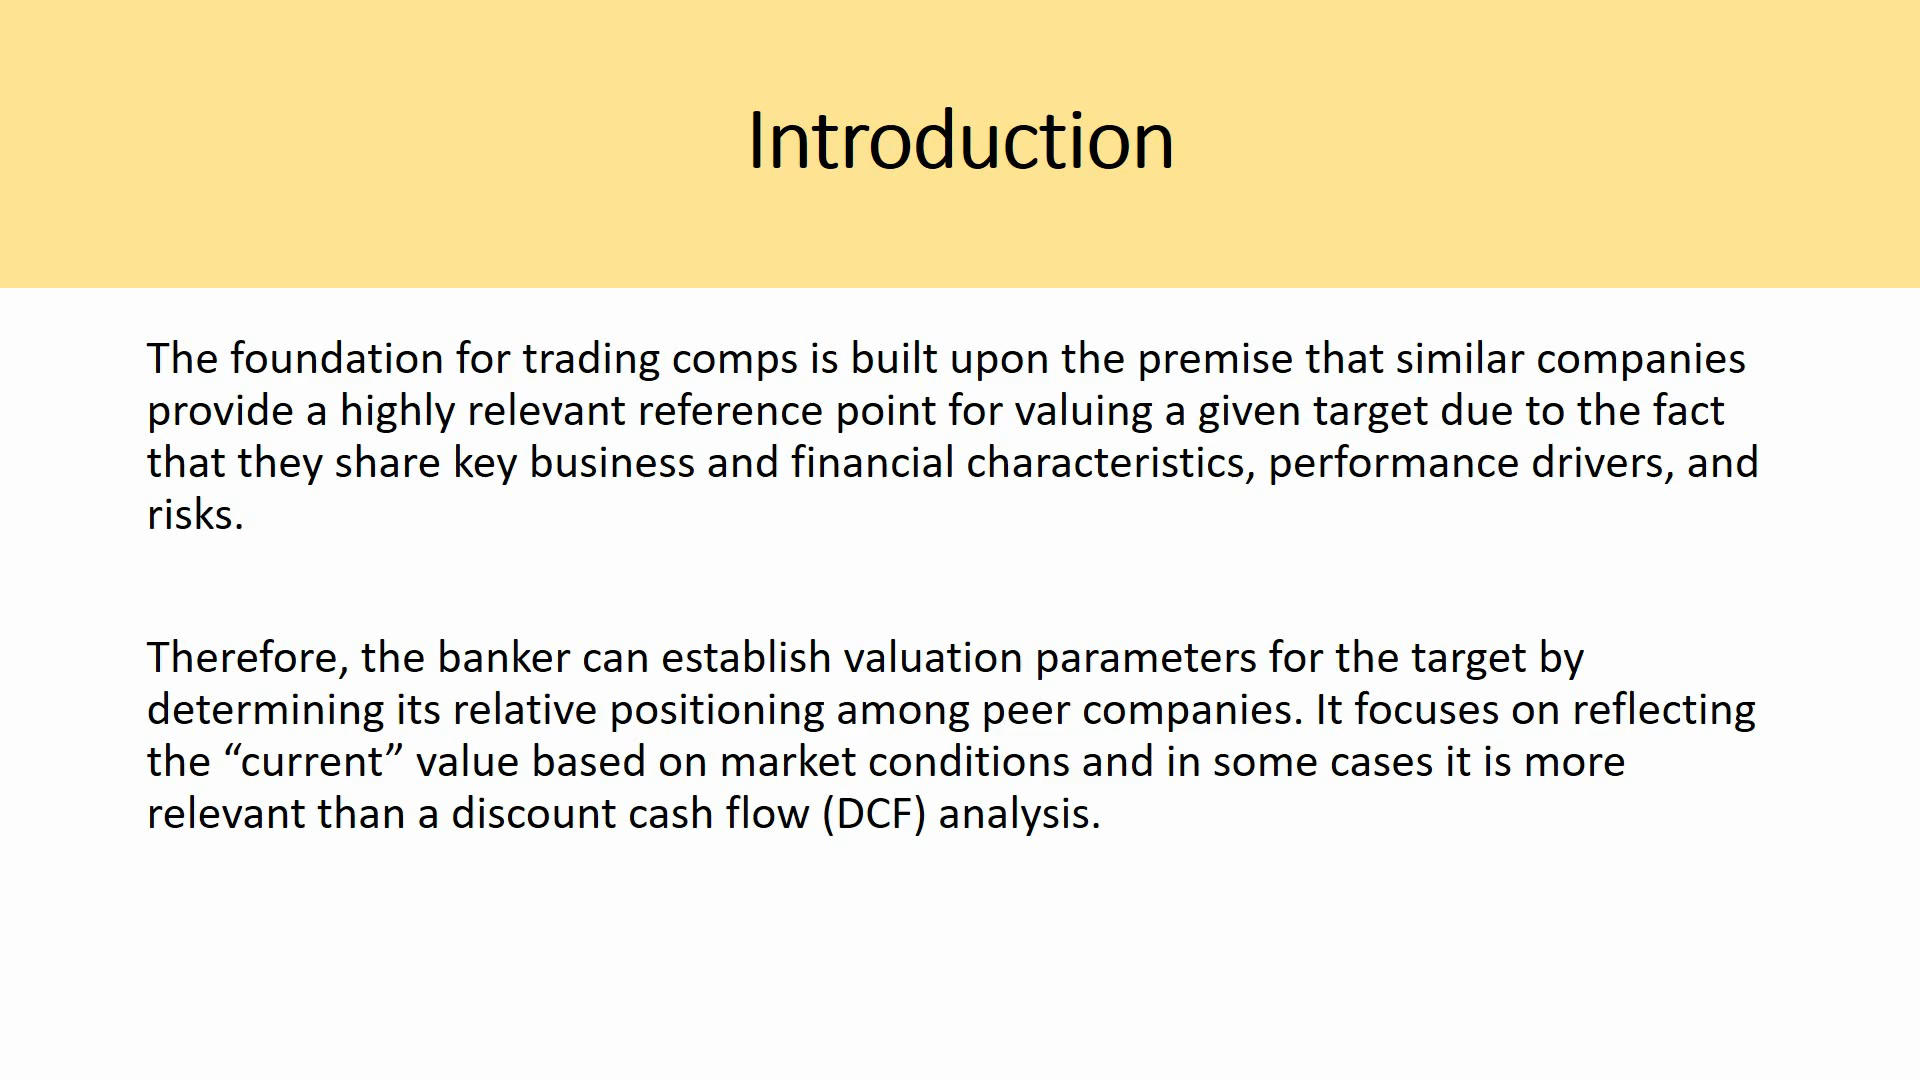 Introduction
The foundation for trading comps is built upon the premise that similar companies
provide a highly relevant reference point for valuing a given target due to the fact
that they share key business and financial characteristics, performance drivers, and
risks.
Therefore, the banker can establish valuation parameters for the target by
determining its relative positioning among peer companies. It focuses on reflecting
the “current” value based on market conditions and in some cases it is more
relevant than a discount cash flow (DCF) analysis.